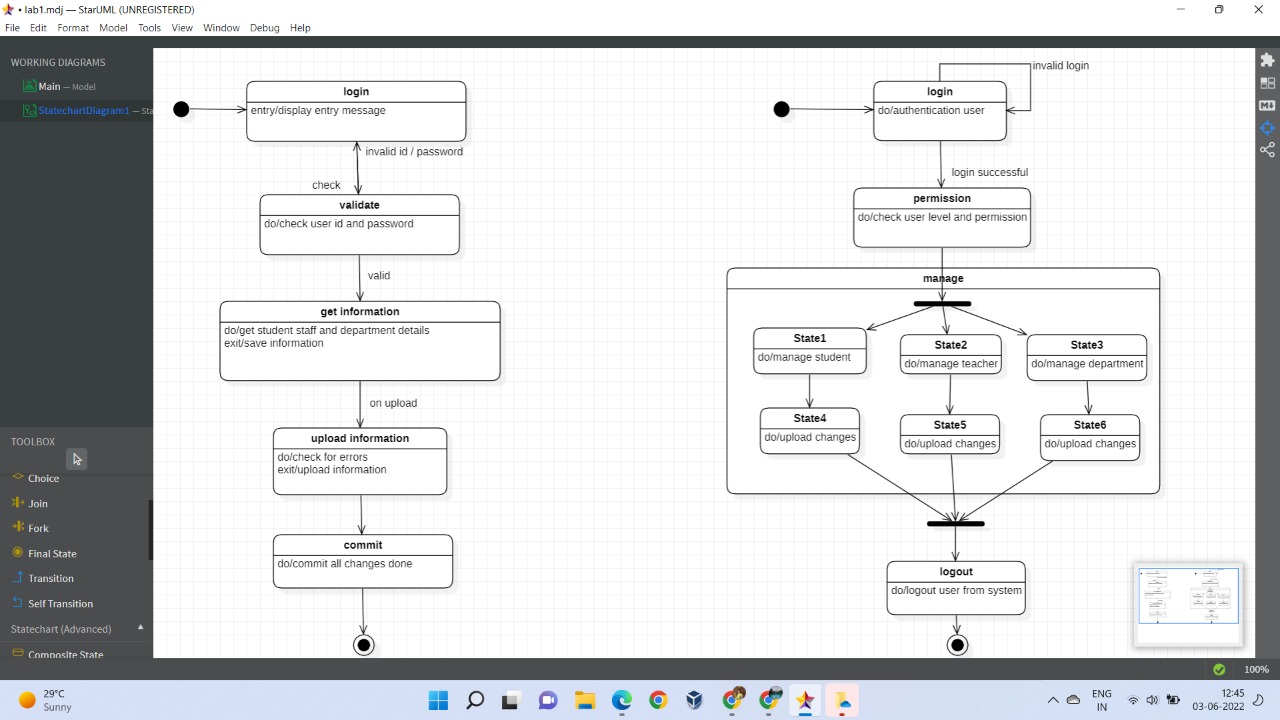 • lab1.mdj — StarUML (UNREGISTERED)
File Edit Format Model Tools View Window Debug Help
WORKING DIAGRAMS
Main — Model
StatechartDiagram1 — Sta
login
entry/display entry message
invalid id / password
check
validate
do/check user id and password
valid
get information
do/get student staff and department details
exit/save information
on upload
upload information
do/check for errors
exit/upload information
commit
do/commit all changes done
invalid login
login
do/authentication user
login successful
permission
do/check user level and permission
manage
State1
do/manage student
State2
do/manage teacher
State3
do/manage department
State4
do/upload changes
State5
do/upload changes
State6
do/upload changes
logout
do/logout user from system
TOOLBOX
Choice
Join
Fork
Final State
Transition
Self Transition
Statechart (Advanced)
Composite State
100%
29°C
Sunny
ENG
IN
12:45
03-06-2022